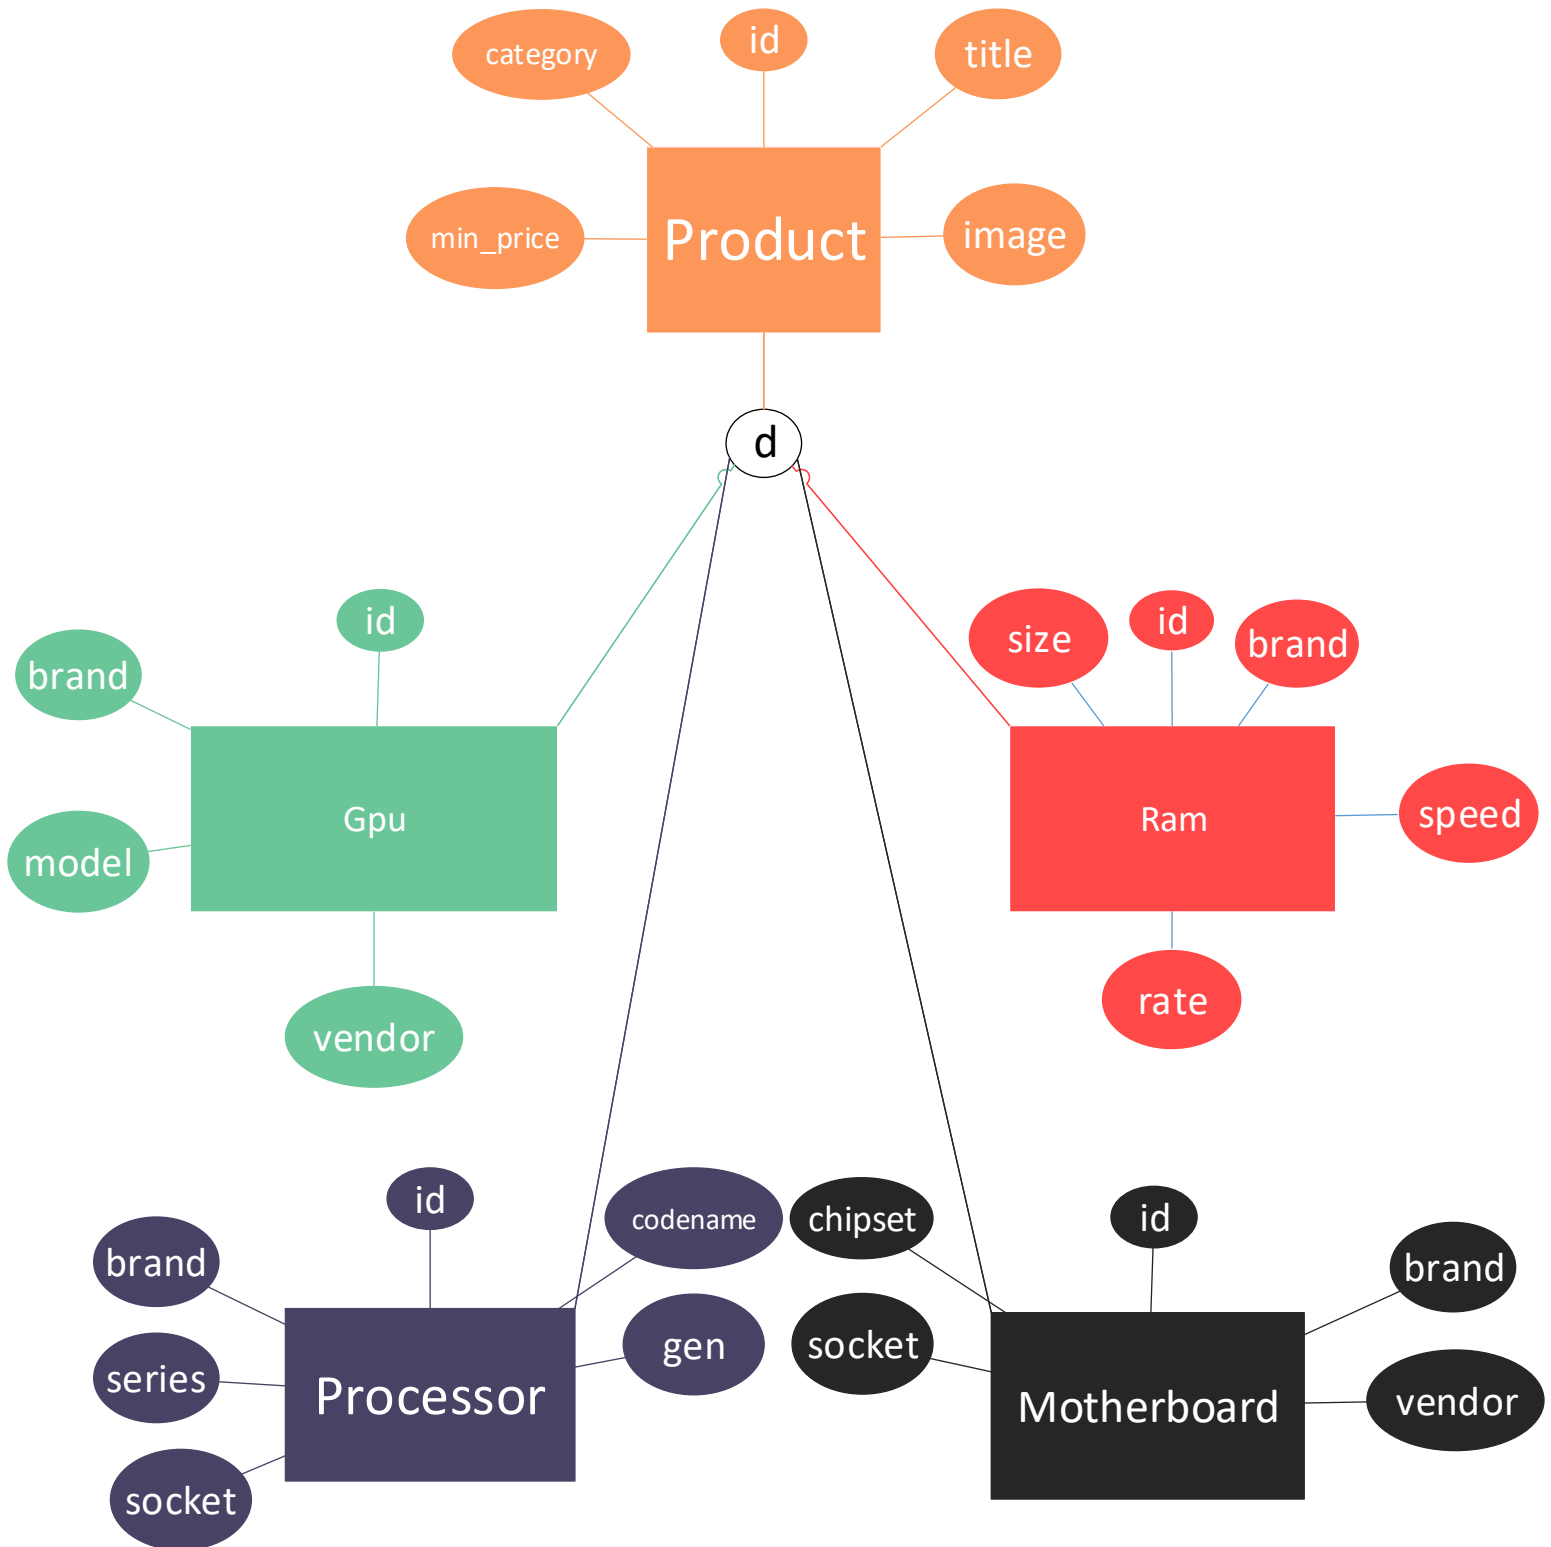 category
id
title
min_price
Product
image
d
brand
id
model
Gpu
vendor
size
id
brand
Ram
speed
rate
id
codename
brand
series
Processor
gen
socket
chipset
id
brand
socket
Motherboard
vendor